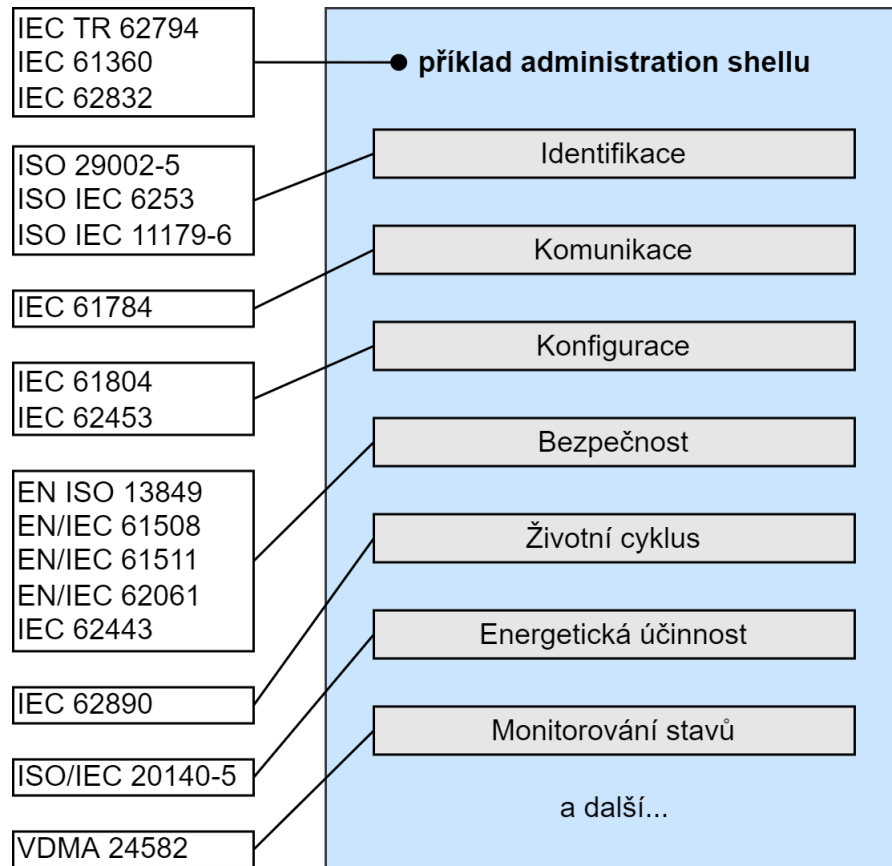 IEC TR 62794
IEC 61360
IEC 62832
příklad administration shellu
ISO 29002-5
ISO IEC 6253
ISO IEC 11179-6
Identifikace
IEC 61784
Komunikace
IEC 61804
IEC 62453
Konfigurace
EN ISO 13849
EN/IEC 61508
EN/IEC 61511
EN/IEC 62061
IEC 62443
Bezpečnost
IEC 62890
Životní cyklus
ISO/IEC 20140-5
Energetická účinnost
VDMA 24582
Monitorování stavů
a další...